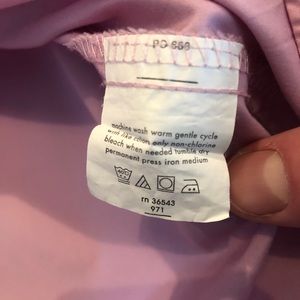 PO 858
machine wash warm gentle cycle
with like colors only non-chlorine
bleach when needed tumble dry
permanent press iron medium
rn 36543
971